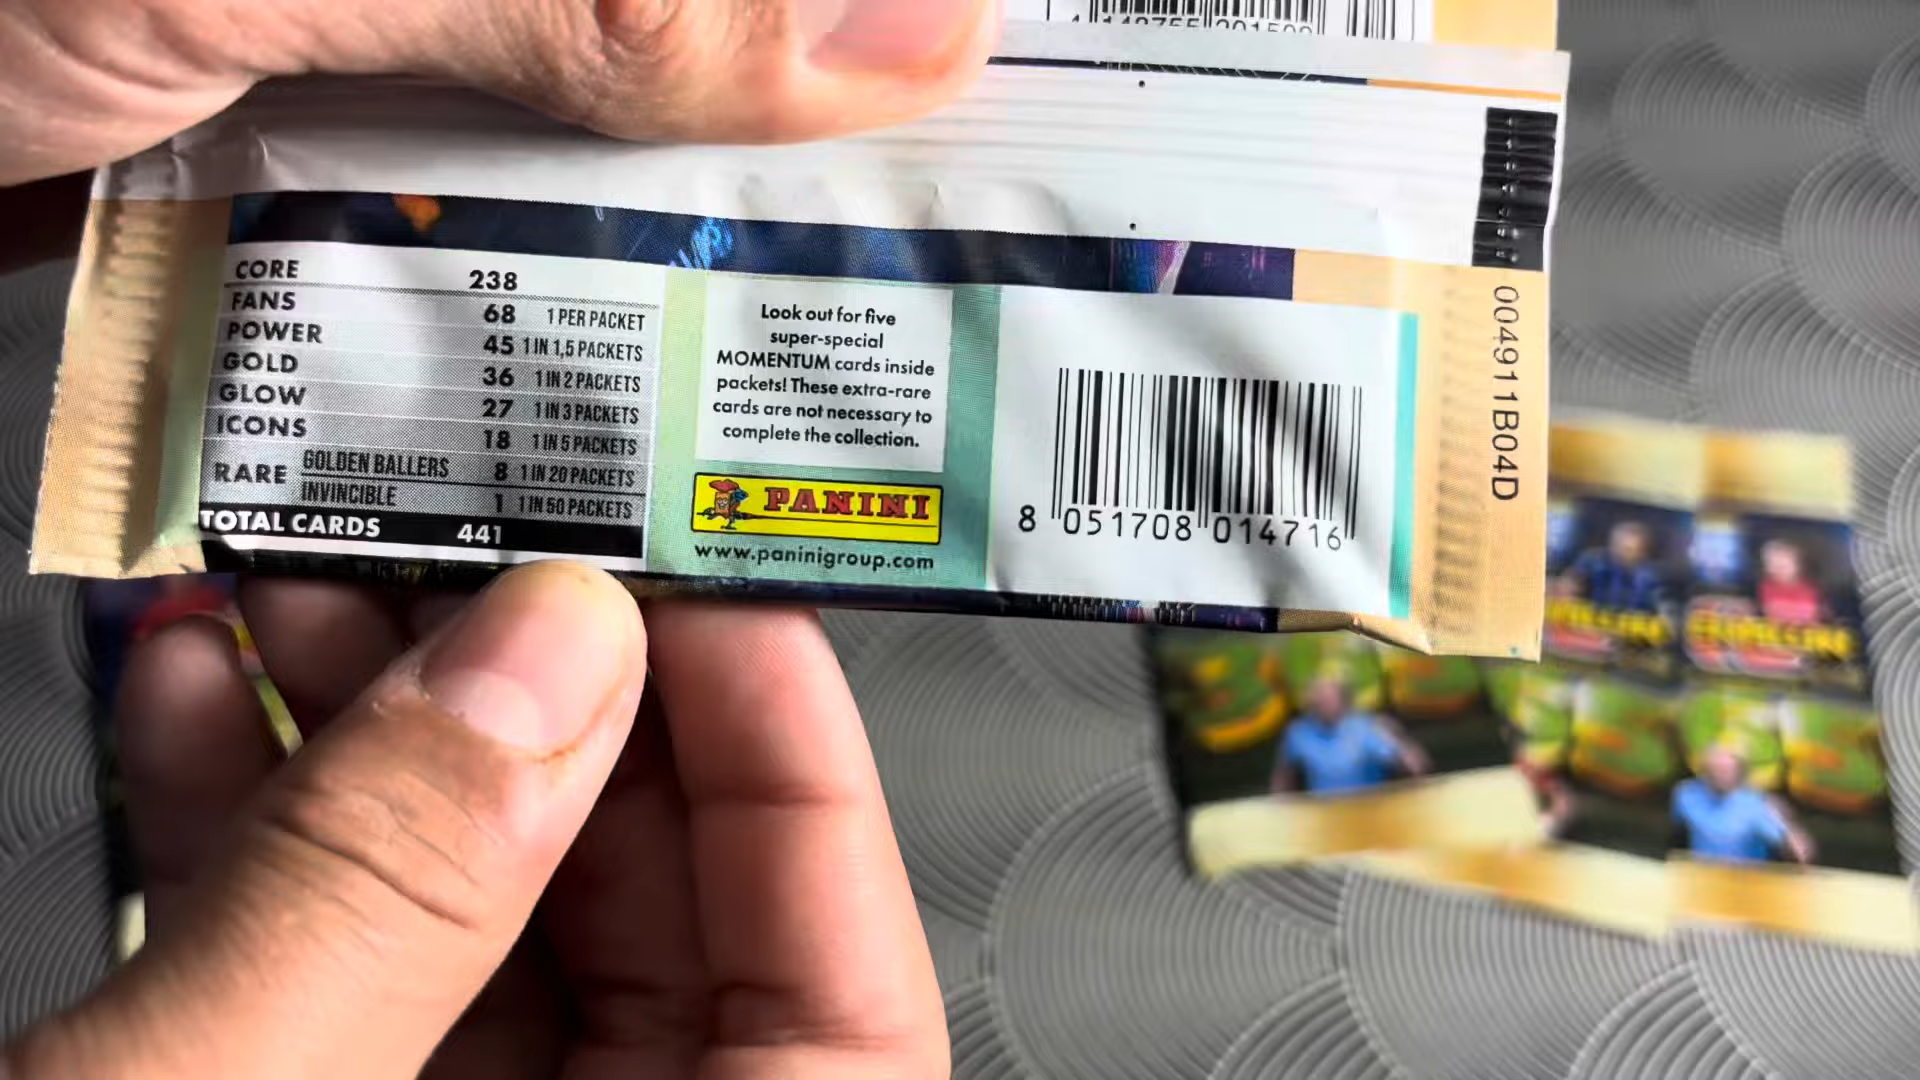 CORE 238
FANS 68 1 PER PACKET
POWER 45 1 IN 1,5 PACKETS
GOLD 36 1 IN 2 PACKETS
GLOW 27 1 IN 3 PACKETS
ICONS 18 1 IN 5 PACKETS
RARE GOLDEN BALLERS 8 1 IN 20 PACKETS
INVINCIBLE 1 1 IN 50 PACKETS
TOTAL CARDS 441
Look out for five
super-special
MOMENTUM cards inside
packets! These extra-rare
cards are not necessary to
complete the collection.
PANINI
www.paninigroup.com
8 051708 014716
004911B04D